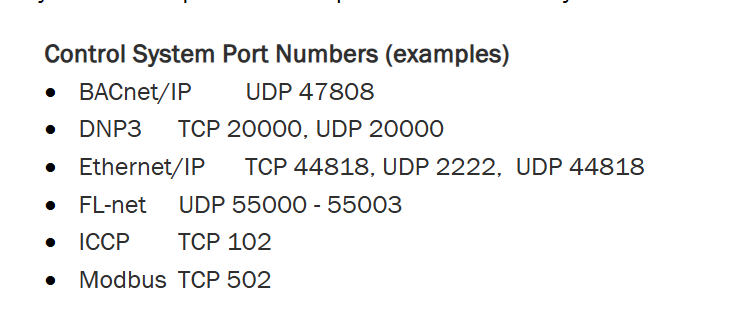 Control System Port Numbers (examples)
• BACnet/IP UDP 47808
• DNP3 TCP 20000, UDP 20000
• Ethernet/IP TCP 44818, UDP 2222, UDP 44818
• FL-net UDP 55000 - 55003
• ICCP TCP 102
• Modbus TCP 502